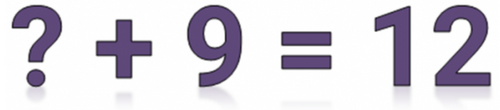 ? + 9 = 12